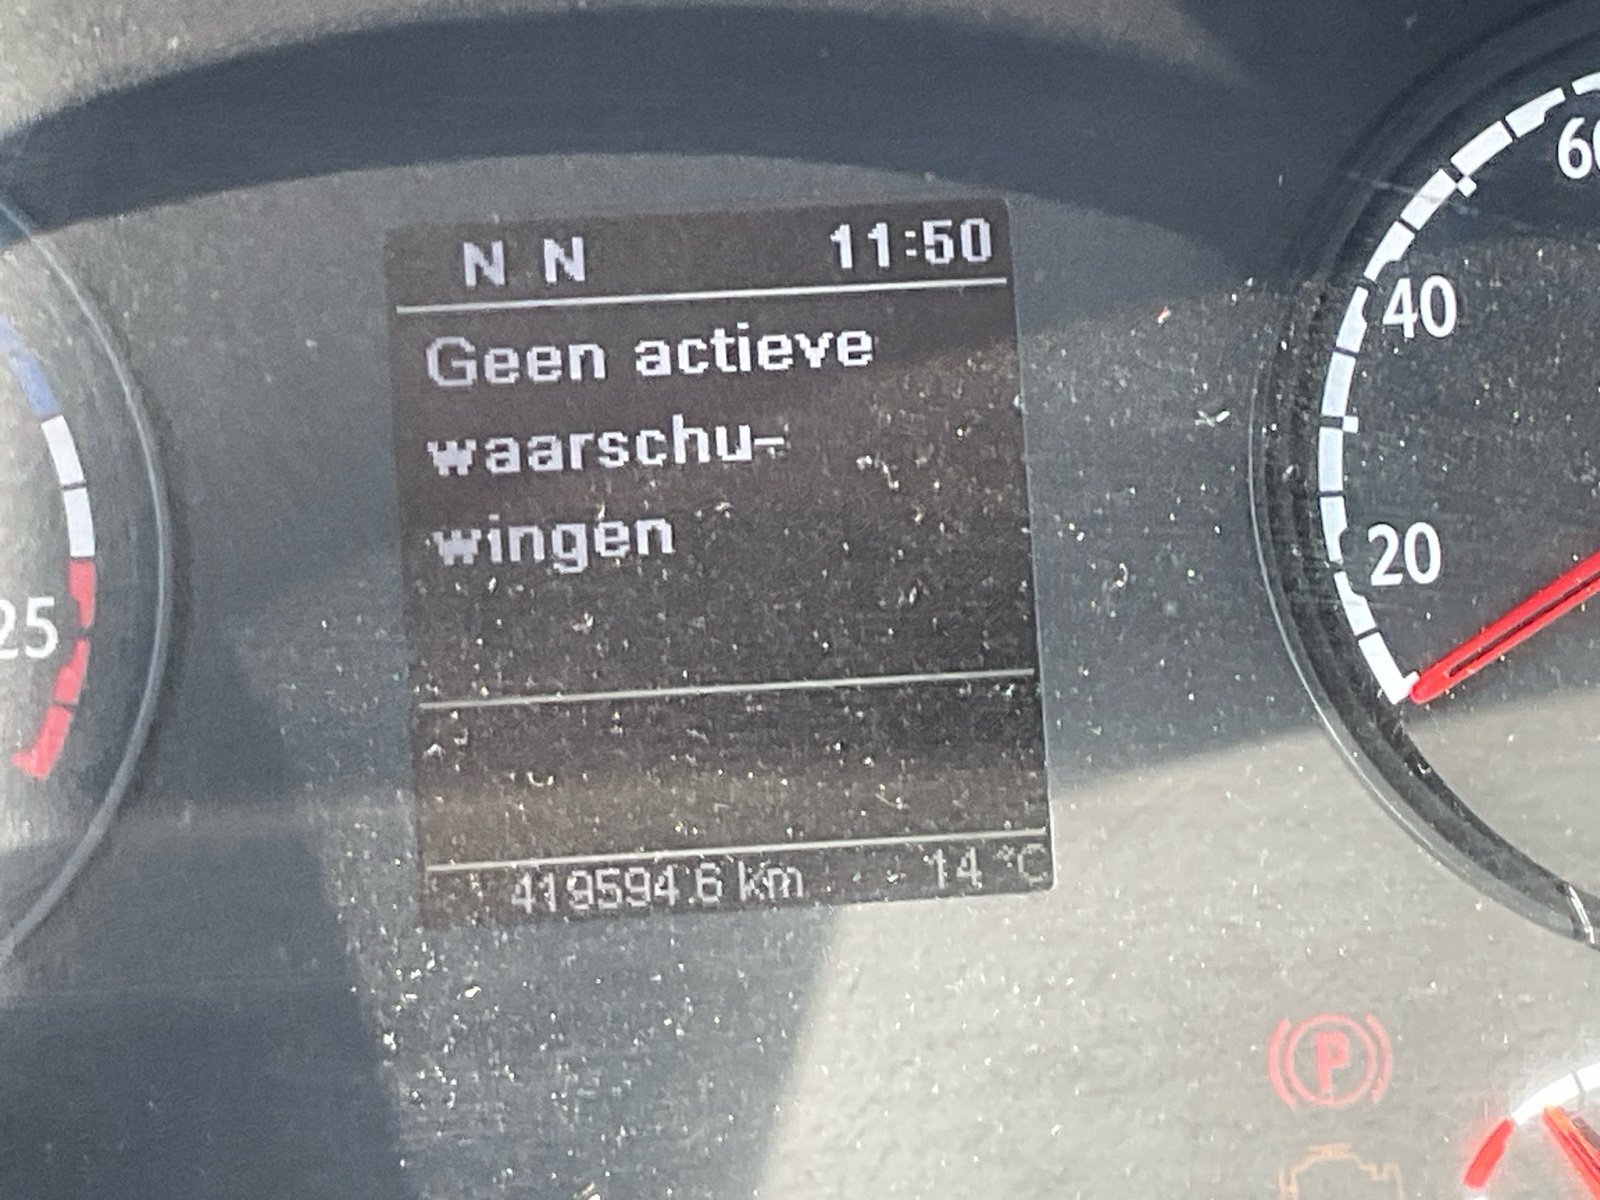 N N 11:50
Geen actieve
waarschu-
wingen
419594.6 km 14 °C
25
60
40
20
P